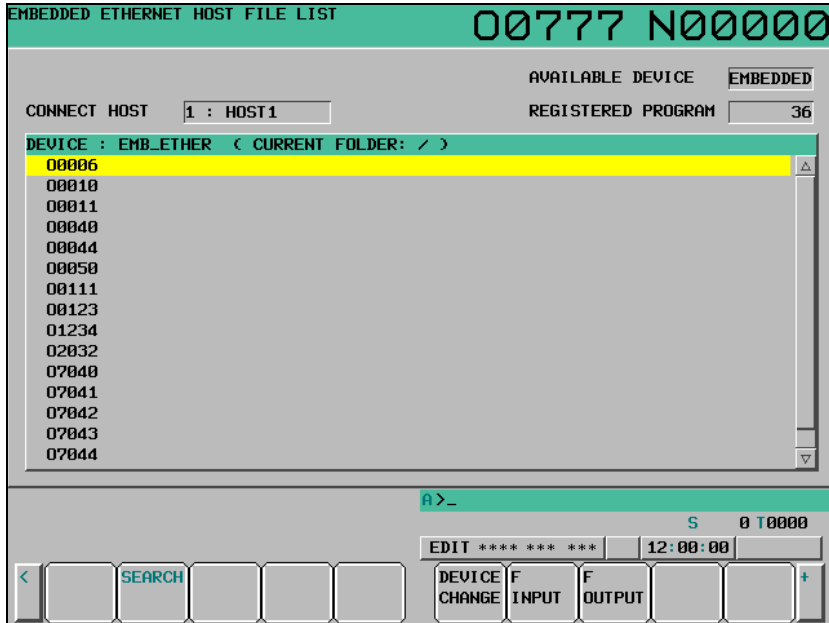 EMBEDDED ETHERNET HOST FILE LIST O0777 N00000
AVAILABLE DEVICE EMBEDDED
CONNECT HOST 1 : HOST1 REGISTERED PROGRAM 36
DEVICE : EMB_ETHER ( CURRENT FOLDER: / )
O0006
O0010
O0011
O0040
O0044
O0050
O0111
O0123
O1234
O2032
O7040
O7041
O7042
O7043
O7044
A>_
S 0 T0000
EDIT **** *** *** 12:00:00
< SEARCH DEVICE CHANGE F INPUT F OUTPUT +